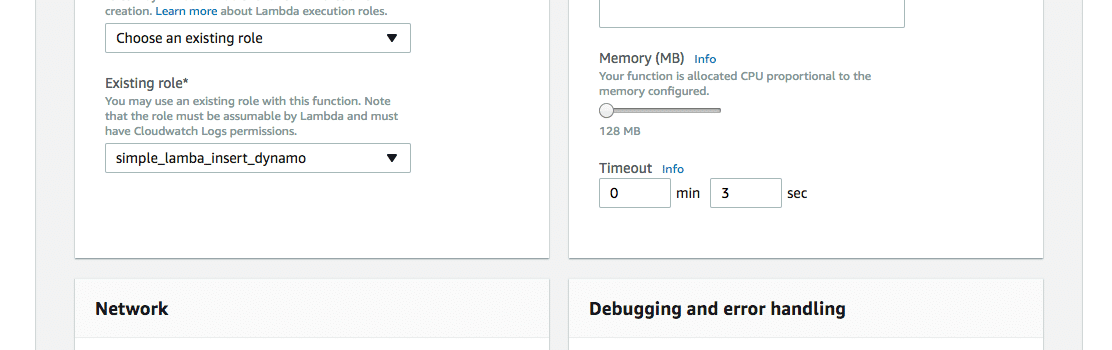 creation. Learn more about Lambda execution roles.
Choose an existing role
Existing role*
You may use an existing role with this function. Note
that the role must be assumable by Lambda and must
have Cloudwatch Logs permissions.
simple_lamba_insert_dynamo
Memory (MB) Info
Your function is allocated CPU proportional to the
memory configured.
128 MB
Timeout Info
0 min 3 sec
Network
Debugging and error handling